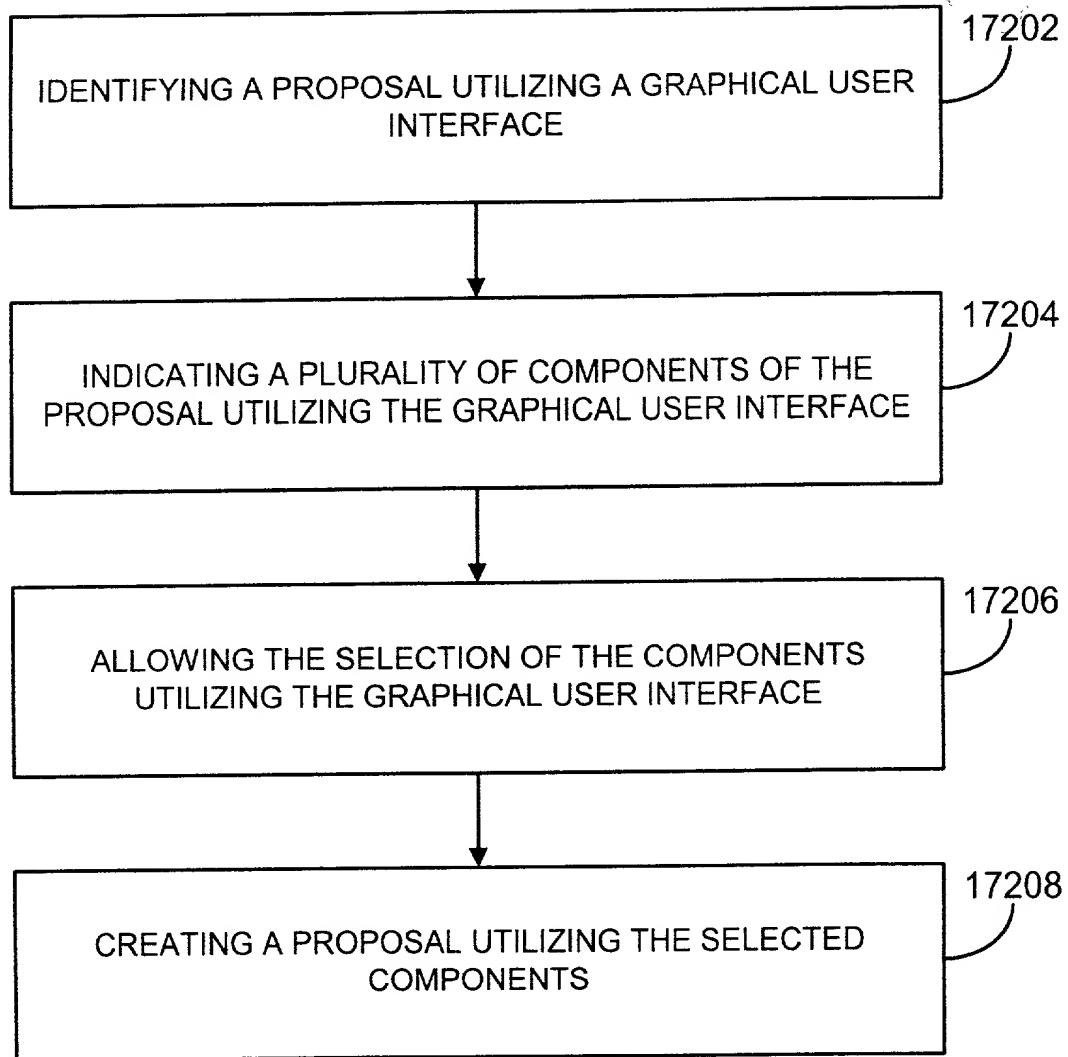 17202
IDENTIFYING A PROPOSAL UTILIZING A GRAPHICAL USER
INTERFACE
17204
INDICATING A PLURALITY OF COMPONENTS OF THE
PROPOSAL UTILIZING THE GRAPHICAL USER INTERFACE
17206
ALLOWING THE SELECTION OF THE COMPONENTS
UTILIZING THE GRAPHICAL USER INTERFACE
17208
CREATING A PROPOSAL UTILIZING THE SELECTED
COMPONENTS